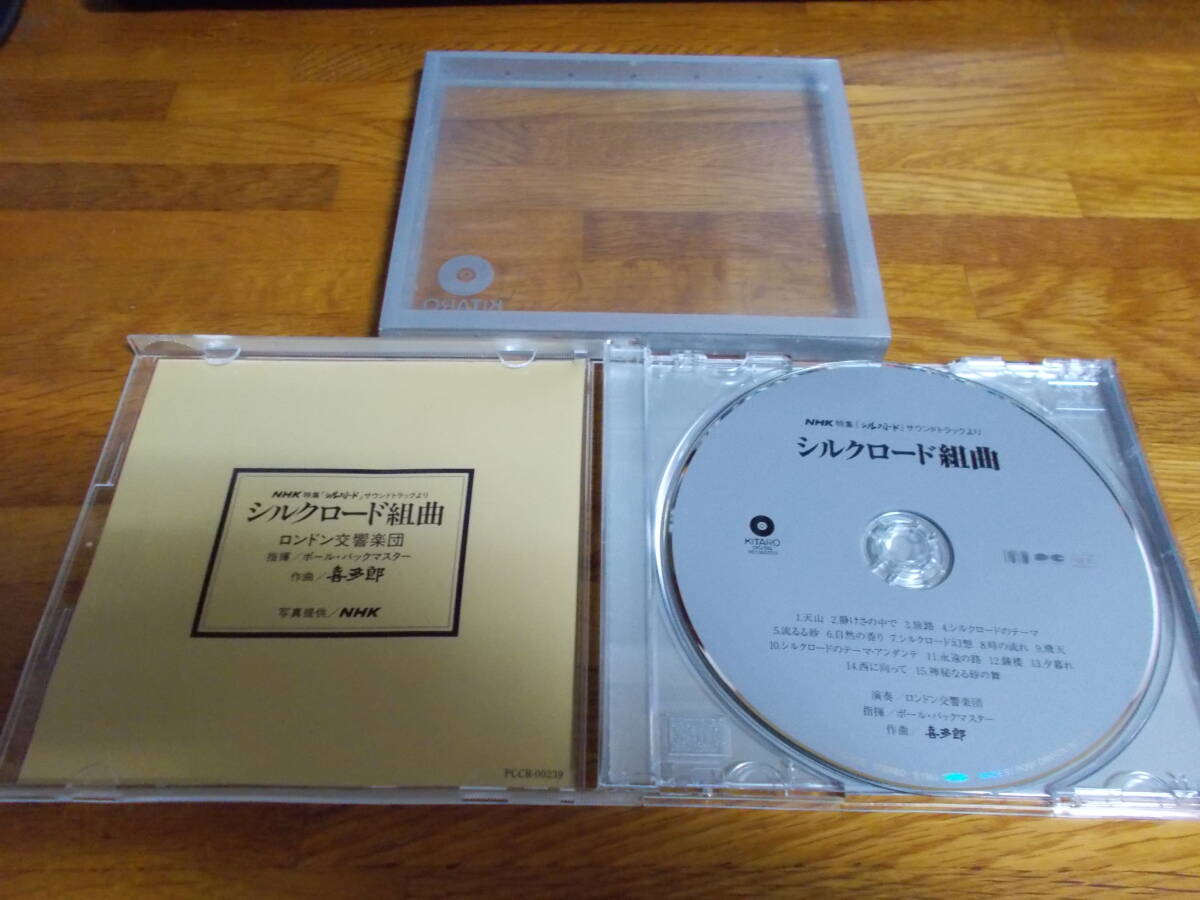 KITARO
NHK 特集「シルクロード」サウンドトラックより
シルクロード組曲
ロンドン交響楽団
指揮/ポール・バックマスター
作曲/喜多郎
写真提供/NHK
PCCR-00239
NHK 特集「シルクロード」サウンドトラックより
シルクロード組曲
KITARO
1.天山 2.静けさの中で 3.旅路 4.シルクロードのテーマ
5.流るる砂 6.自然の香り 7.シルクロード幻想 8.時の流れ 9.飛天
10.シルクロードのテーマ・アンダンテ 11.永遠の路 12.鐘楼 13.夕暮れ
14.西に向って 15.神秘なる砂の舞
演奏/ロンドン交響楽団
指揮/ポール・バックマスター
作曲/喜多郎